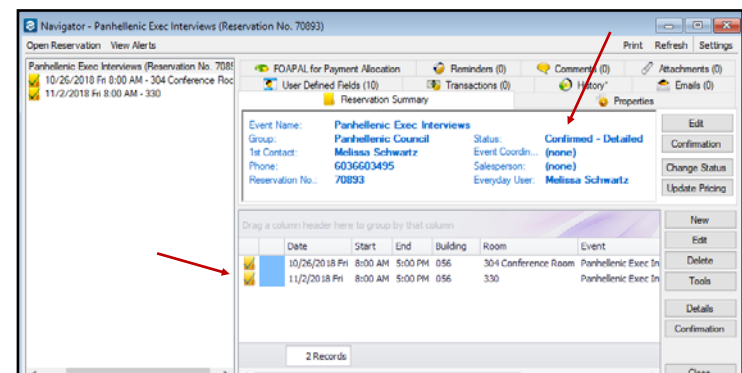 Navigator - Panhellenic Exec Interviews (Reservation No. 70893)
Open Reservation View Alerts Print Refresh Settings
Panhellenic Exec Interviews (Reservation No. 7089
10/26/2018 Fri 8:00 AM - 304 Conference Roc
11/2/2018 Fri 8:00 AM - 330
FOAPAL for Payment Allocation Reminders (0) Comments (0) Attachments (0)
User Defined Fields (10) Transactions (0) History* Emails (0)
Reservation Summary Properties
Event Name: Panhellenic Exec Interviews
Group: Panhellenic Council Status: Confirmed - Detailed
1st Contact: Melissa Schwartz Event Coordin... (none)
Phone: 6036603495 Salesperson: (none)
Reservation No.: 70893 Everyday User: Melissa Schwartz
Edit
Confirmation
Change Status
Update Pricing
Drag a column header here to group by that column
Date Start End Building Room Event
10/26/2018 Fri 8:00 AM 5:00 PM 056 304 Conference Room Panhellenic Exec In
11/2/2018 Fri 8:00 AM 5:00 PM 056 330 Panhellenic Exec In
2 Records
New
Edit
Delete
Tools
Details
Confirmation
Close